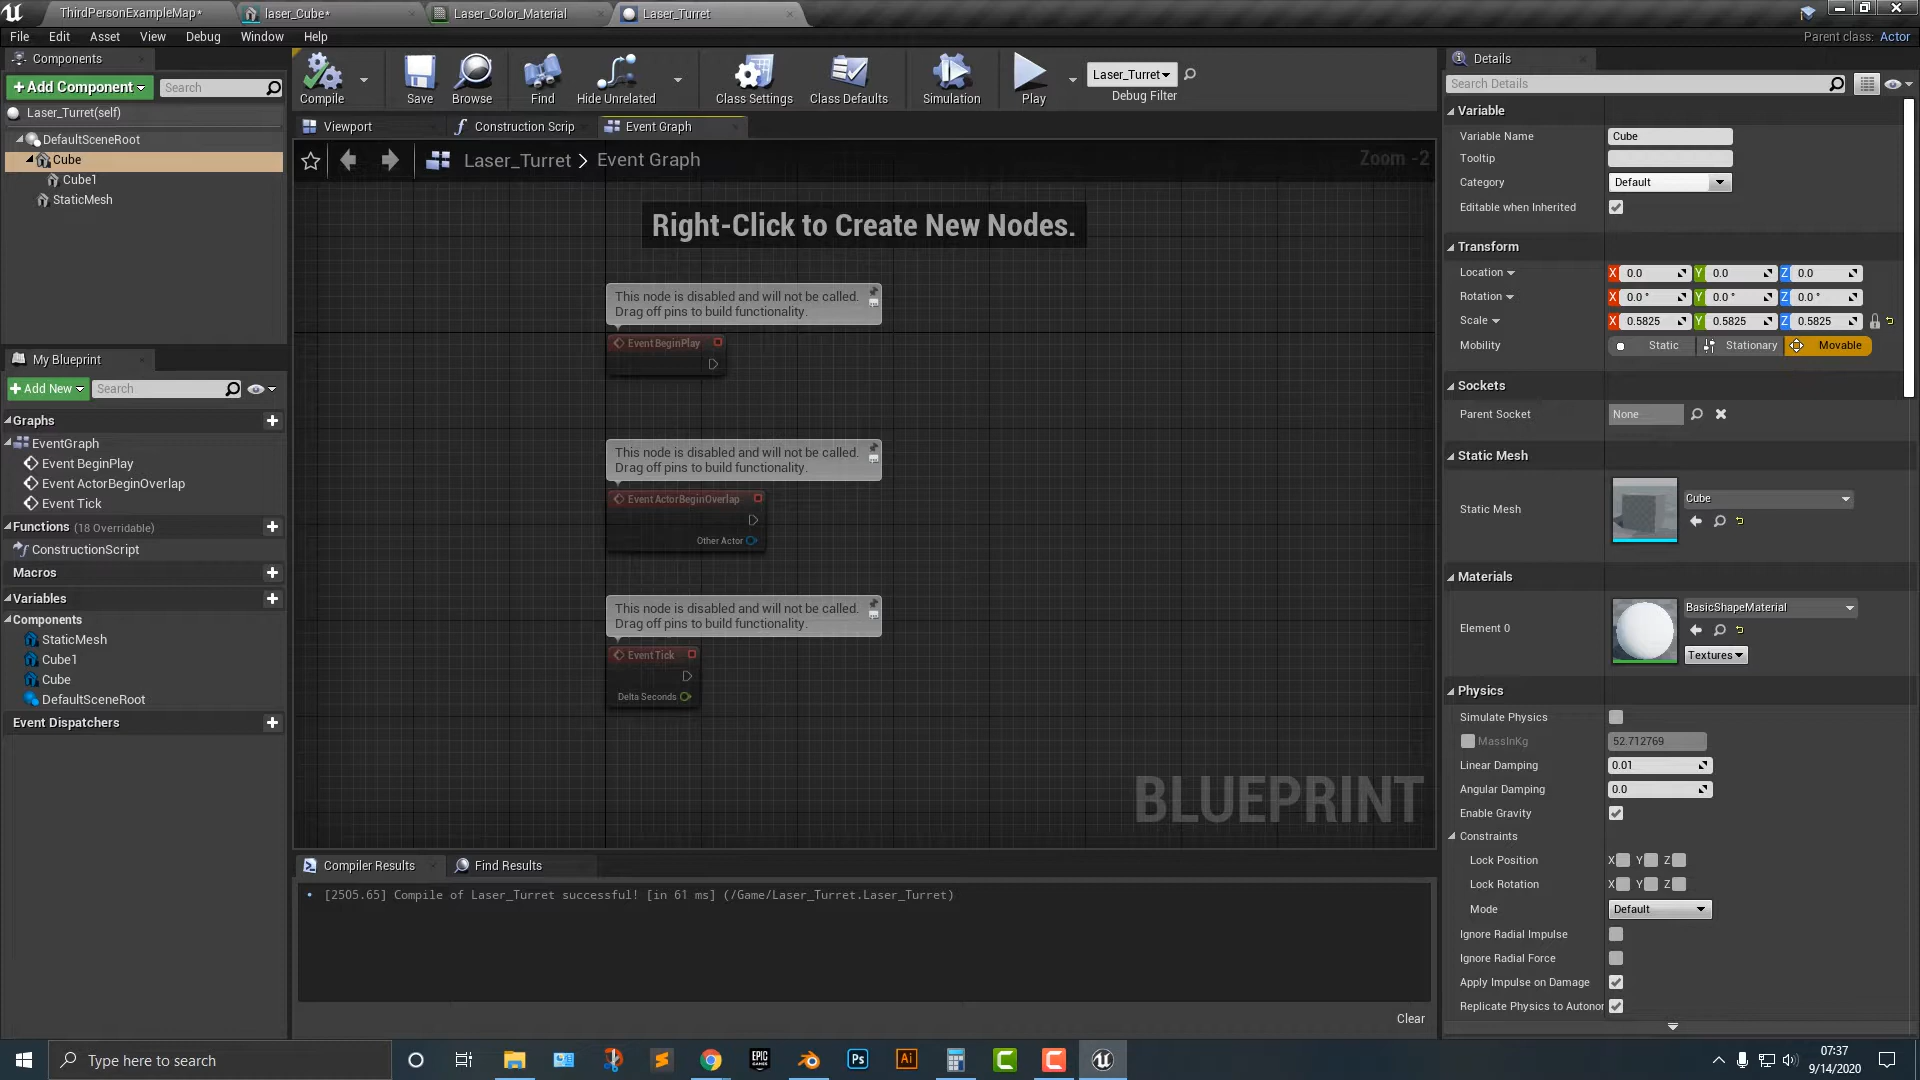 ThirdPersonExampleMap*
laser_Cube*
Laser_Color_Material
Laser_Turret
File Edit Asset View Debug Window Help
Parent class: Actor
Components
+Add Component
Search
Laser_Turret(self)
DefaultSceneRoot
Cube
Cube1
StaticMesh
Compile
Save
Browse
Find
Hide Unrelated
Class Settings
Class Defaults
Simulation
Play
Laser_Turret
Debug Filter
Viewport
Construction Scrip
Event Graph
Laser_Turret > Event Graph
Zoom -2
Right-Click to Create New Nodes.
This node is disabled and will not be called.
Drag off pins to build functionality.
Event BeginPlay
This node is disabled and will not be called.
Drag off pins to build functionality.
Event ActorBeginOverlap
Other Actor
This node is disabled and will not be called.
Drag off pins to build functionality.
Event Tick
Delta Seconds
BLUEPRINT
My Blueprint
+Add New
Search
Graphs
EventGraph
Event BeginPlay
Event ActorBeginOverlap
Event Tick
Functions (18 Overridable)
ConstructionScript
Macros
Variables
Components
StaticMesh
Cube1
Cube
DefaultSceneRoot
Event Dispatchers
Compiler Results
Find Results
• [2505.65] Compile of Laser_Turret successful! [in 61 ms] (/Game/Laser_Turret.Laser_Turret)
Clear
Details
Search Details
Variable
Variable Name Cube
Tooltip
Category Default
Editable when Inherited
Transform
Location X 0.0 Y 0.0 Z 0.0
Rotation X 0.0 ° Y 0.0 ° Z 0.0 °
Scale X 0.5825 Y 0.5825 Z 0.5825
Mobility Static Stationary Movable
Sockets
Parent Socket None
Static Mesh
Static Mesh Cube
Materials
Element 0 BasicShapeMaterial
Textures
Physics
Simulate Physics
MassInKg 52.712769
Linear Damping 0.01
Angular Damping 0.0
Enable Gravity
Constraints
Lock Position X Y Z
Lock Rotation X Y Z
Mode Default
Ignore Radial Impulse
Ignore Radial Force
Apply Impulse on Damage
Replicate Physics to Autonor
Type here to search
EPIC GAMES
Ps
Ai
07:37
9/14/2020